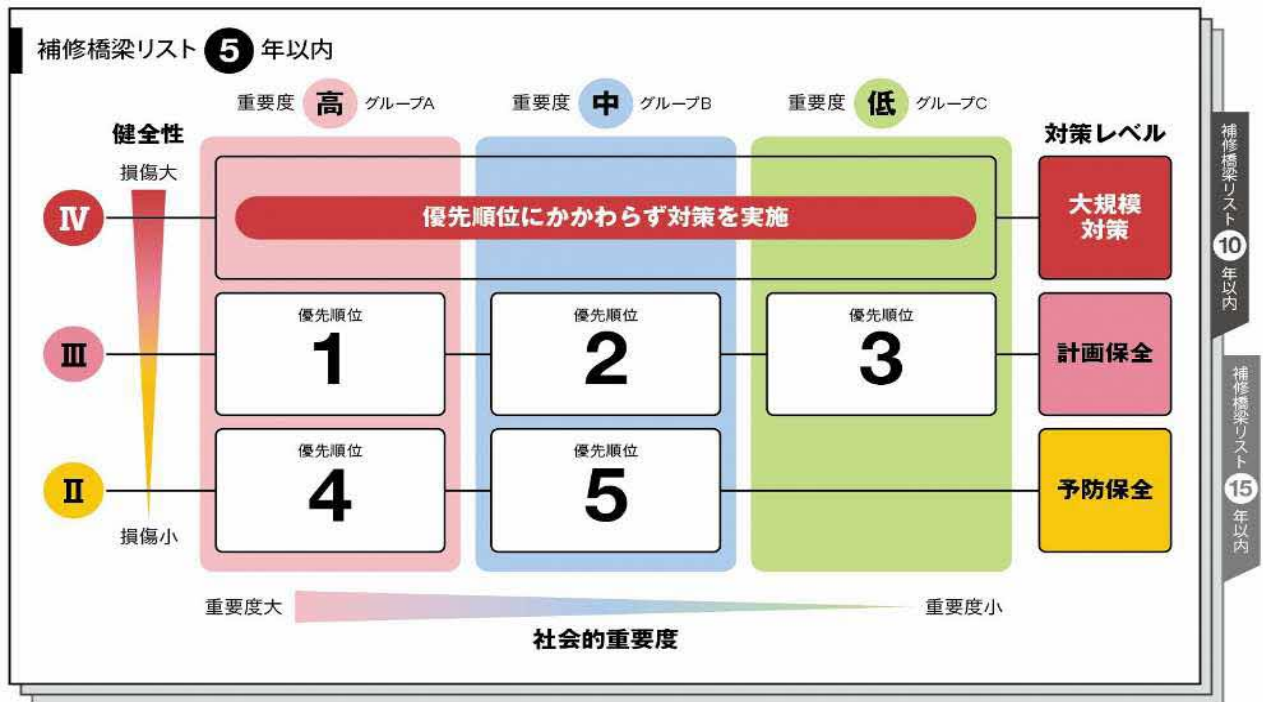 補修橋梁リスト 5 年以内
重要度 高 グループA
重要度 中 グループB
重要度 低 グループC
健全性
対策レベル
損傷大
Ⅳ
優先順位にかかわらず対策を実施
大規模
対策
Ⅲ
優先順位
1
優先順位
2
優先順位
3
計画保全
Ⅱ
優先順位
4
優先順位
5
予防保全
損傷小
重要度大
重要度小
社会的重要度
補修橋梁リスト 10 年以内
補修橋梁リスト 15 年以内